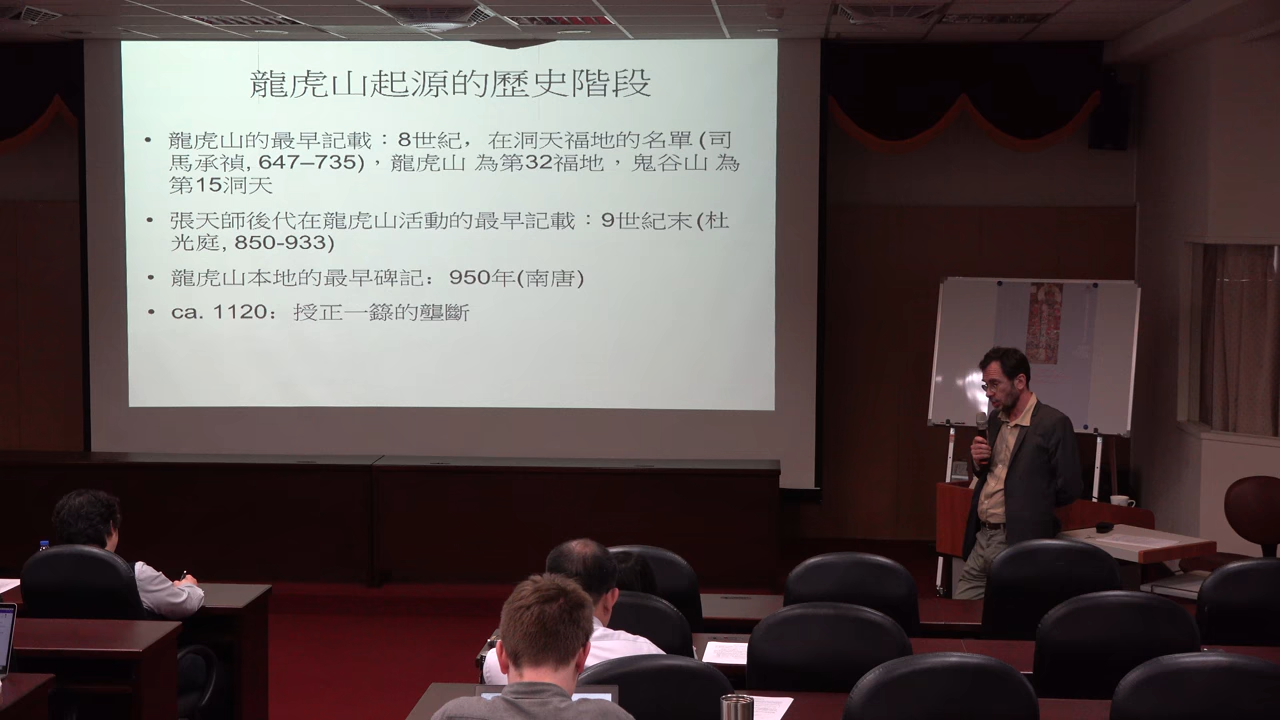 龍虎山起源的歷史階段
• 龍虎山的最早記載：8世紀，在洞天福地的名單 (司
馬承禎, 647–735)，龍虎山 為第32福地，鬼谷山 為
第15洞天
• 張天師後代在龍虎山活動的最早記載：9世紀末 (杜
光庭, 850-933)
• 龍虎山本地的最早碑記： 950年(南唐)
• ca. 1120：授正一籙的壟斷